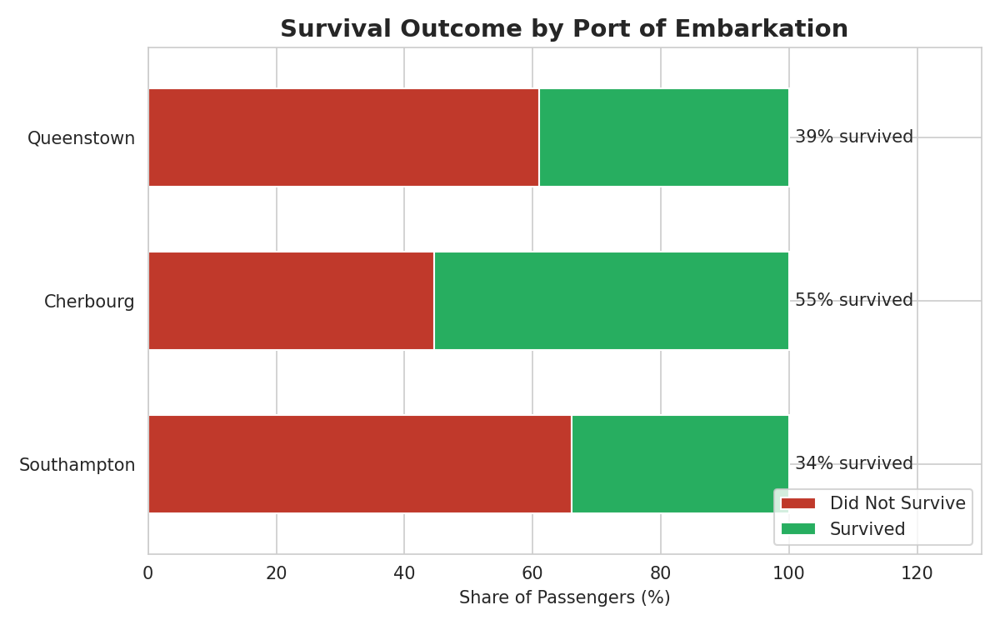 Survival Outcome by Port of Embarkation
Queenstown
39% survived
Cherbourg
55% survived
Southampton
34% survived
Did Not Survive
Survived
0 20 40 60 80 100 120
Share of Passengers (%)